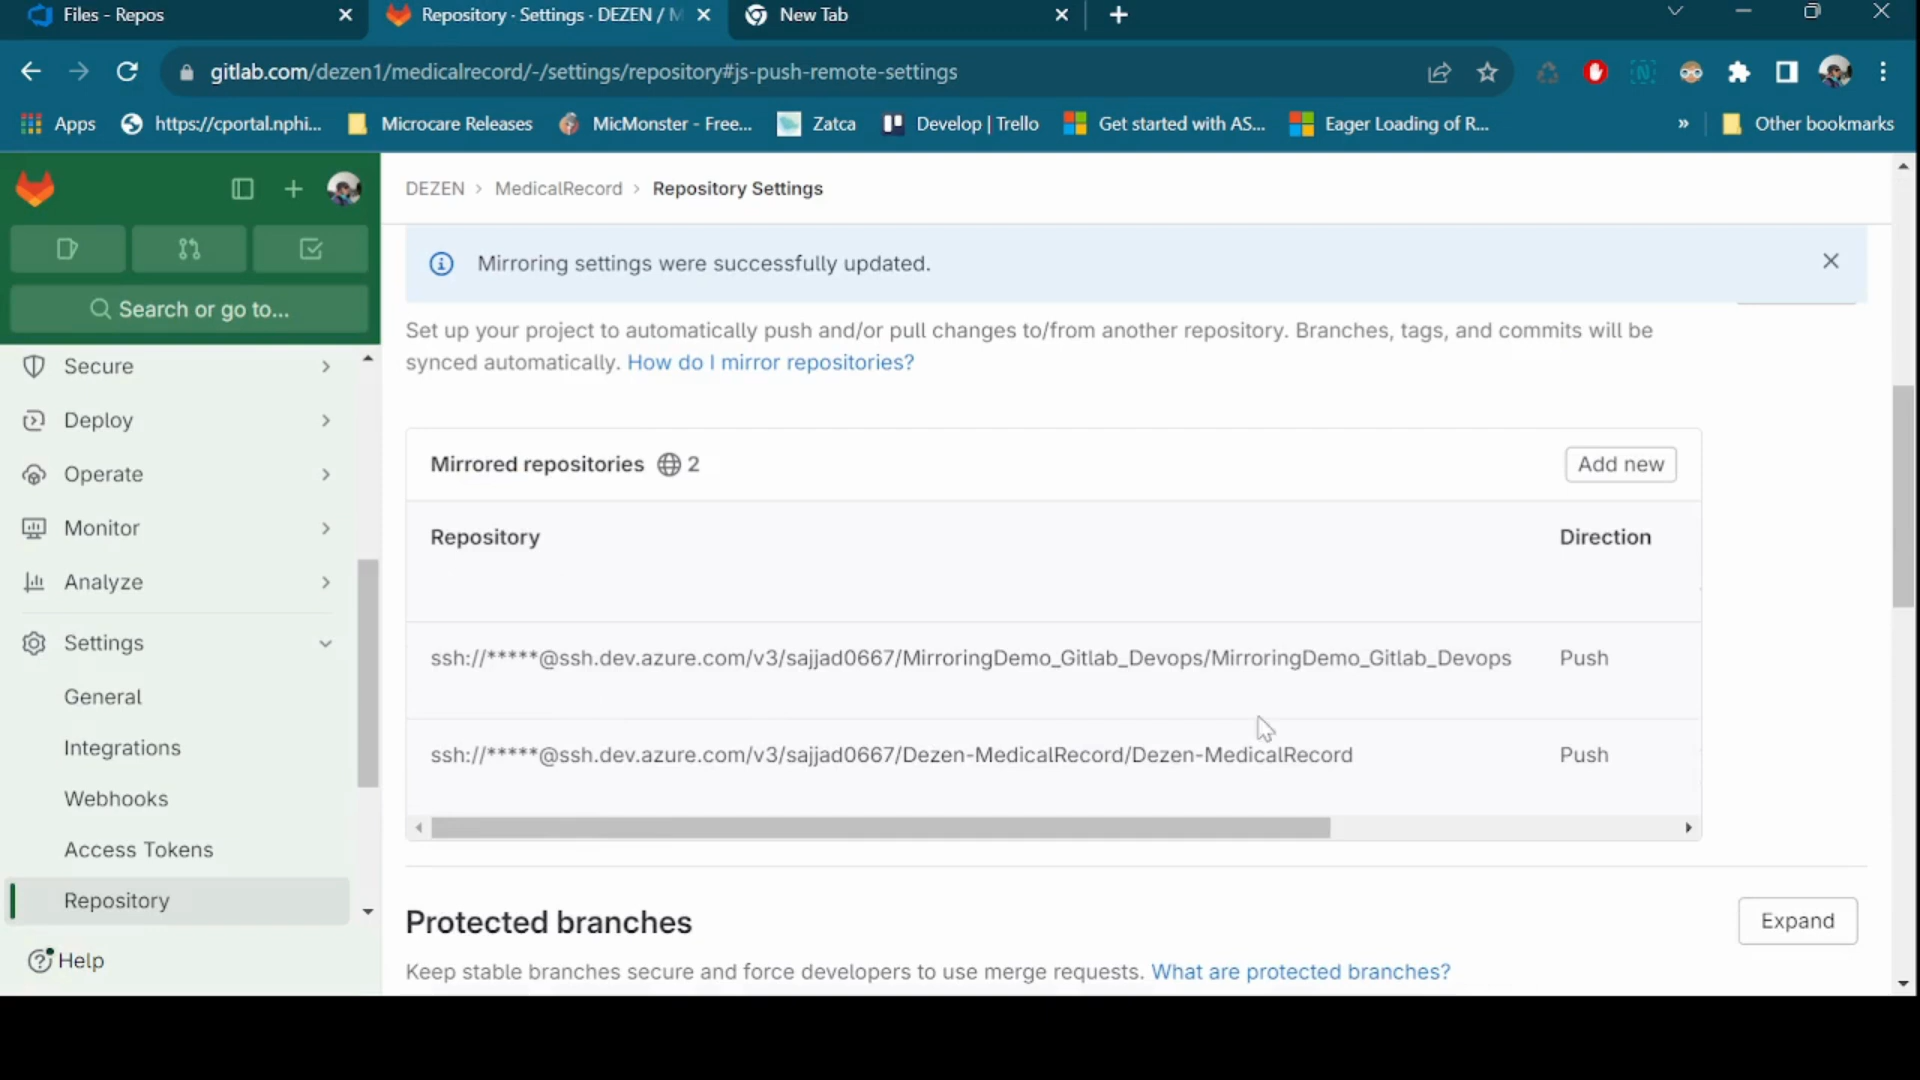 Files - Repos
Repository · Settings · DEZEN / M
New Tab
gitlab.com/dezen1/medicalrecord/-/settings/repository#js-push-remote-settings
Apps
https://cportal.nphi...
Microcare Releases
MicMonster - Free...
Zatca
Develop | Trello
Get started with AS...
Eager Loading of R...
»
Other bookmarks
DEZEN > MedicalRecord > Repository Settings
Search or go to...
Mirroring settings were successfully updated.
Set up your project to automatically push and/or pull changes to/from another repository. Branches, tags, and commits will be
synced automatically. How do I mirror repositories?
Secure
Deploy
Operate
Monitor
Analyze
Settings
General
Integrations
Webhooks
Access Tokens
Repository
Help
Mirrored repositories 2
Add new
Repository Direction
ssh://*****@ssh.dev.azure.com/v3/sajjad0667/MirroringDemo_Gitlab_Devops/MirroringDemo_Gitlab_Devops Push
ssh://*****@ssh.dev.azure.com/v3/sajjad0667/Dezen-MedicalRecord/Dezen-MedicalRecord Push
Protected branches
Expand
Keep stable branches secure and force developers to use merge requests. What are protected branches?